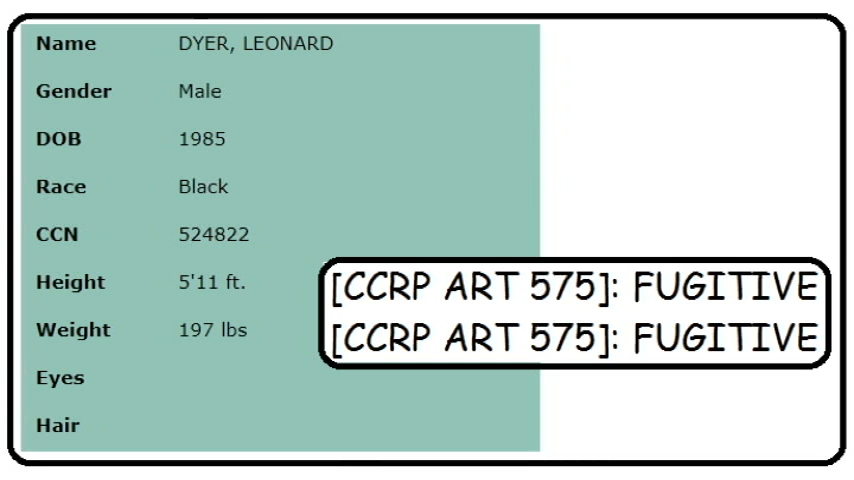 Name DYER, LEONARD
Gender Male
DOB 1985
Race Black
CCN 524822
Height 5'11 ft.
Weight 197 lbs
Eyes
Hair
[CCRP ART 575]: FUGITIVE
[CCRP ART 575]: FUGITIVE